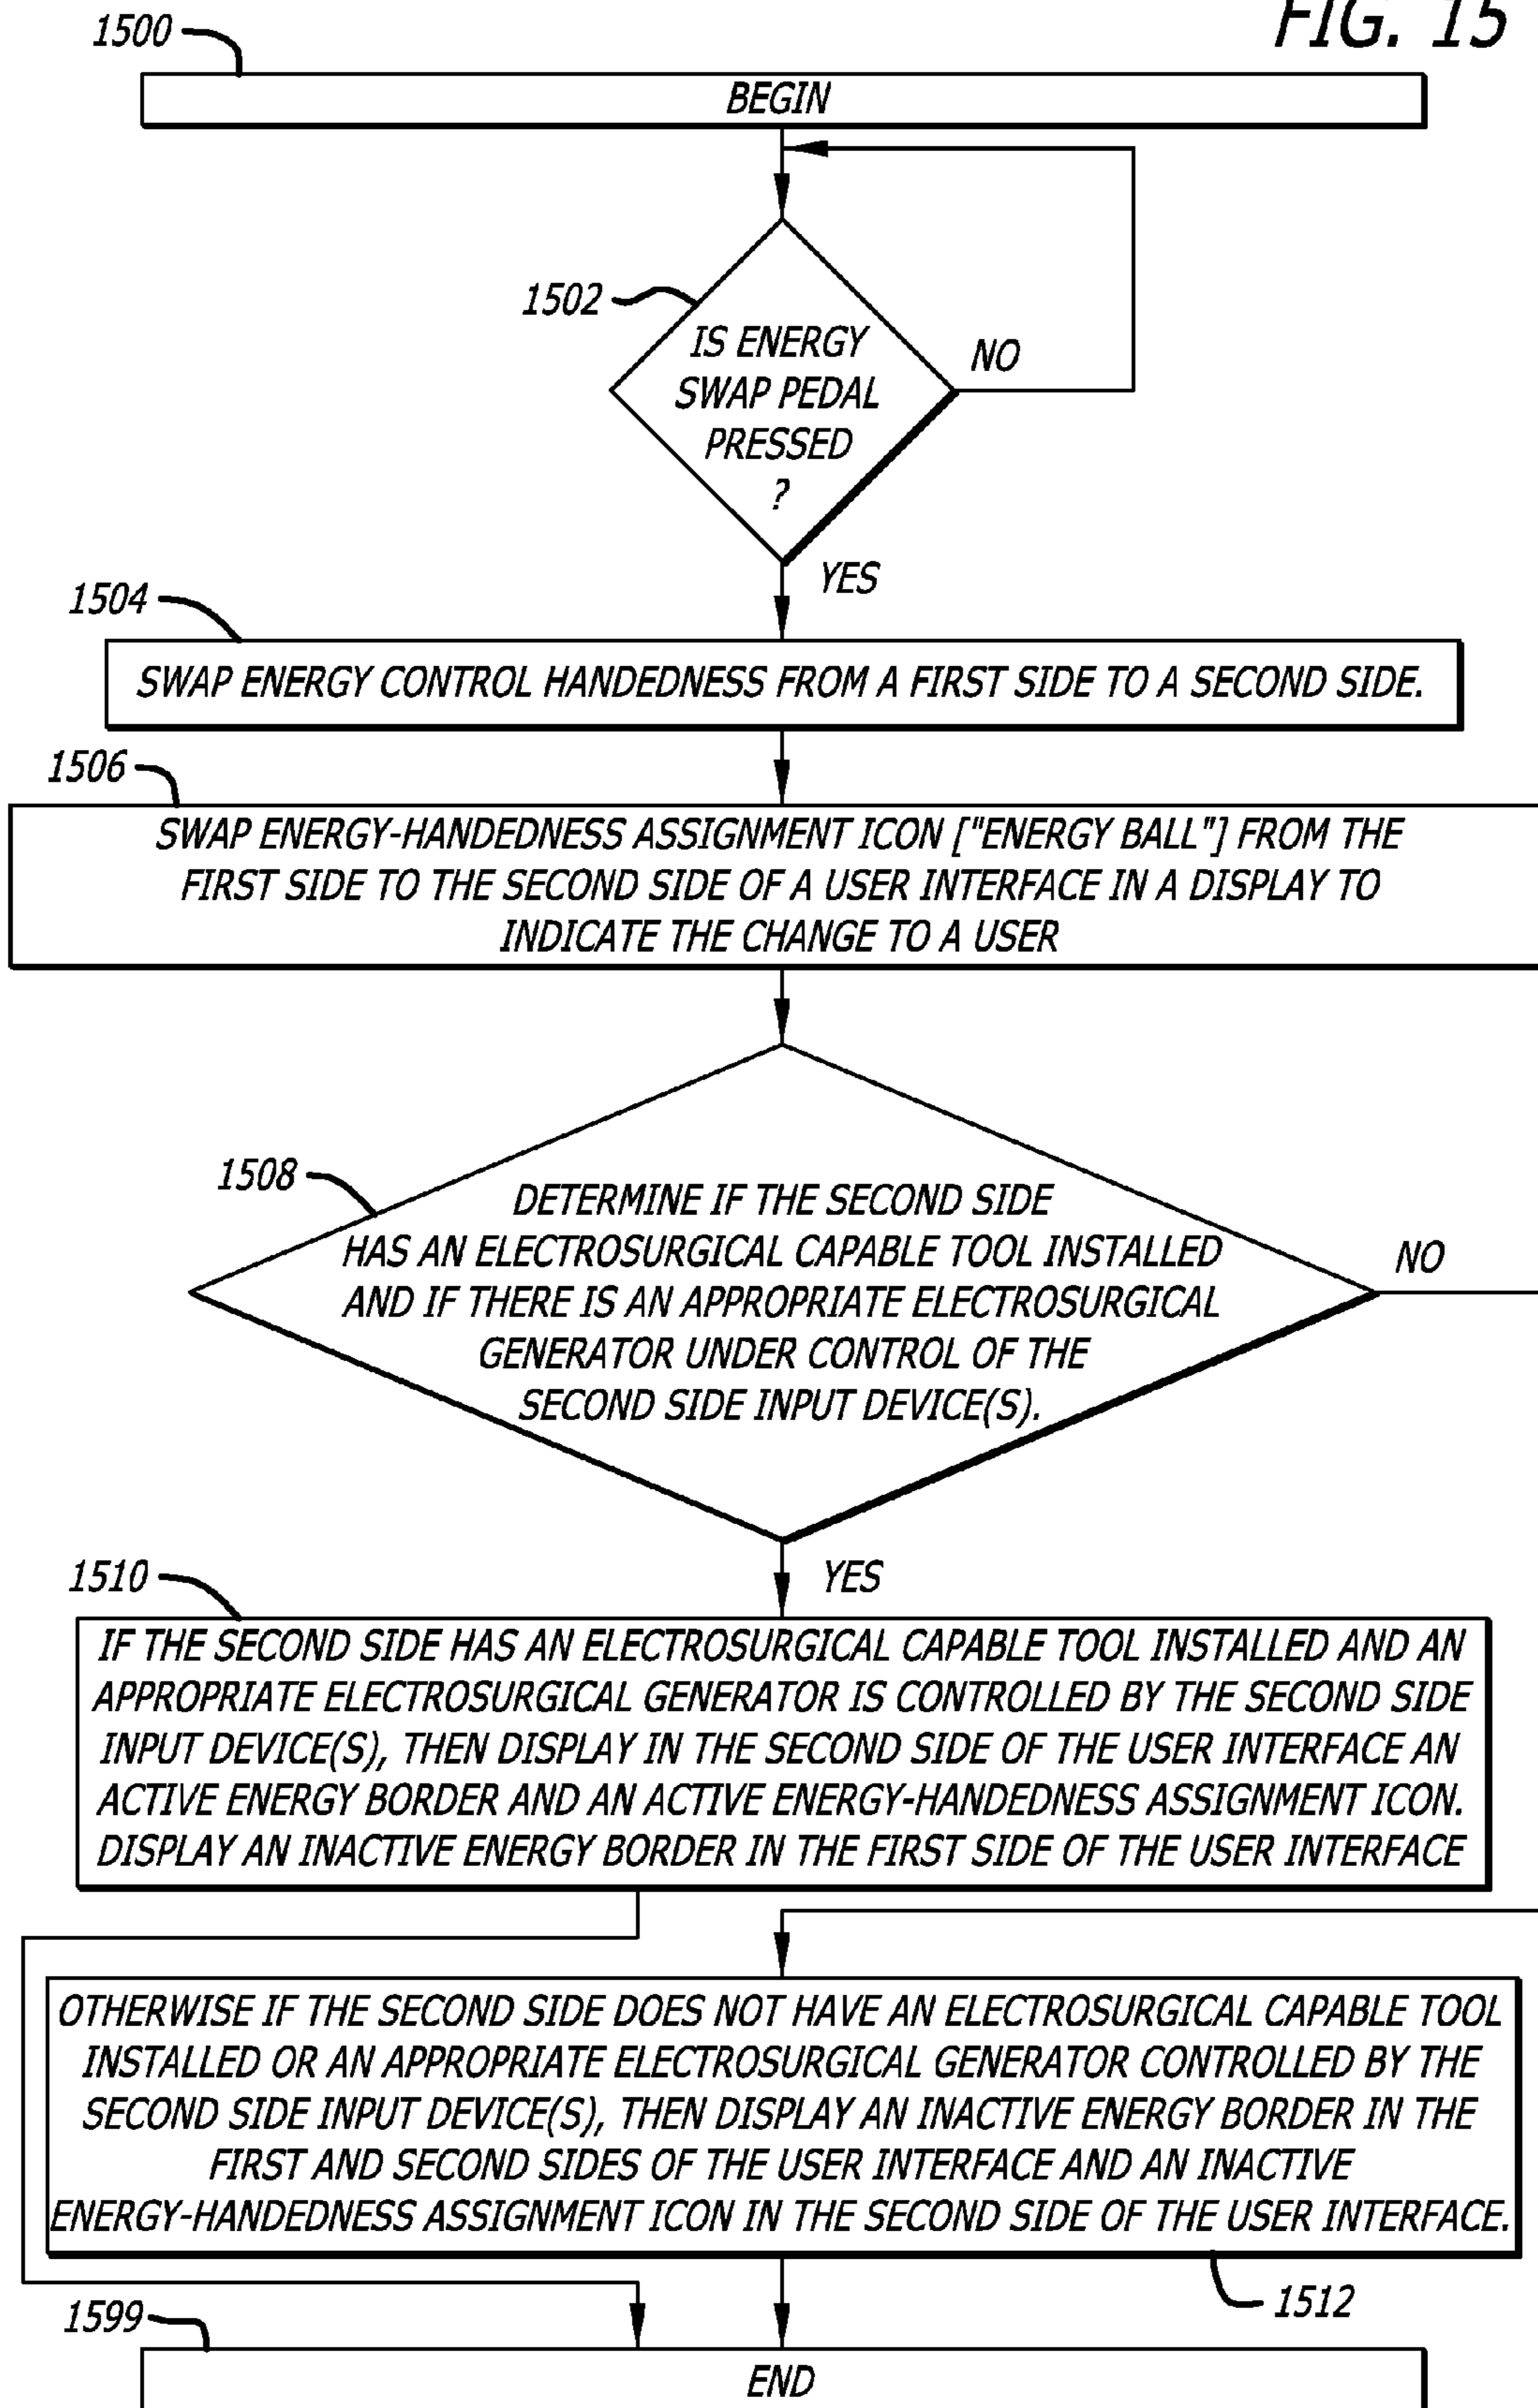 FIG. 15
1500
BEGIN
1502
IS ENERGY
SWAP PEDAL
PRESSED
?
NO
YES
1504
SWAP ENERGY CONTROL HANDEDNESS FROM A FIRST SIDE TO A SECOND SIDE.
1506
SWAP ENERGY-HANDEDNESS ASSIGNMENT ICON ["ENERGY BALL"] FROM THE
FIRST SIDE TO THE SECOND SIDE OF A USER INTERFACE IN A DISPLAY TO
INDICATE THE CHANGE TO A USER
1508
DETERMINE IF THE SECOND SIDE
HAS AN ELECTROSURGICAL CAPABLE TOOL INSTALLED
AND IF THERE IS AN APPROPRIATE ELECTROSURGICAL
GENERATOR UNDER CONTROL OF THE
SECOND SIDE INPUT DEVICE(S).
NO
YES
1510
IF THE SECOND SIDE HAS AN ELECTROSURGICAL CAPABLE TOOL INSTALLED AND AN
APPROPRIATE ELECTROSURGICAL GENERATOR IS CONTROLLED BY THE SECOND SIDE
INPUT DEVICE(S), THEN DISPLAY IN THE SECOND SIDE OF THE USER INTERFACE AN
ACTIVE ENERGY BORDER AND AN ACTIVE ENERGY-HANDEDNESS ASSIGNMENT ICON.
DISPLAY AN INACTIVE ENERGY BORDER IN THE FIRST SIDE OF THE USER INTERFACE
OTHERWISE IF THE SECOND SIDE DOES NOT HAVE AN ELECTROSURGICAL CAPABLE TOOL
INSTALLED OR AN APPROPRIATE ELECTROSURGICAL GENERATOR CONTROLLED BY THE
SECOND SIDE INPUT DEVICE(S), THEN DISPLAY AN INACTIVE ENERGY BORDER IN THE
FIRST AND SECOND SIDES OF THE USER INTERFACE AND AN INACTIVE
ENERGY-HANDEDNESS ASSIGNMENT ICON IN THE SECOND SIDE OF THE USER INTERFACE.
1512
1599
END